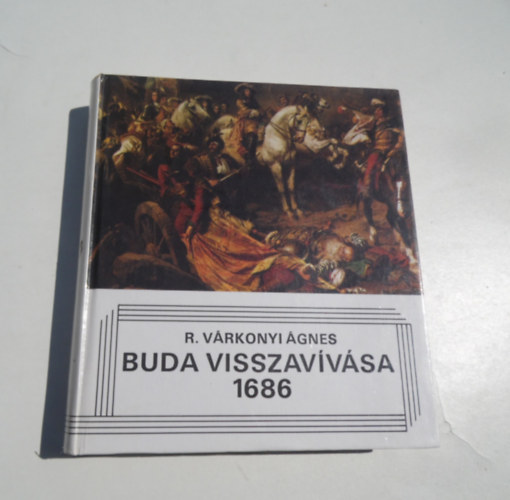 R. VÁRKONYI ÁGNES
BUDA VISSZAVÍVÁSA
1686